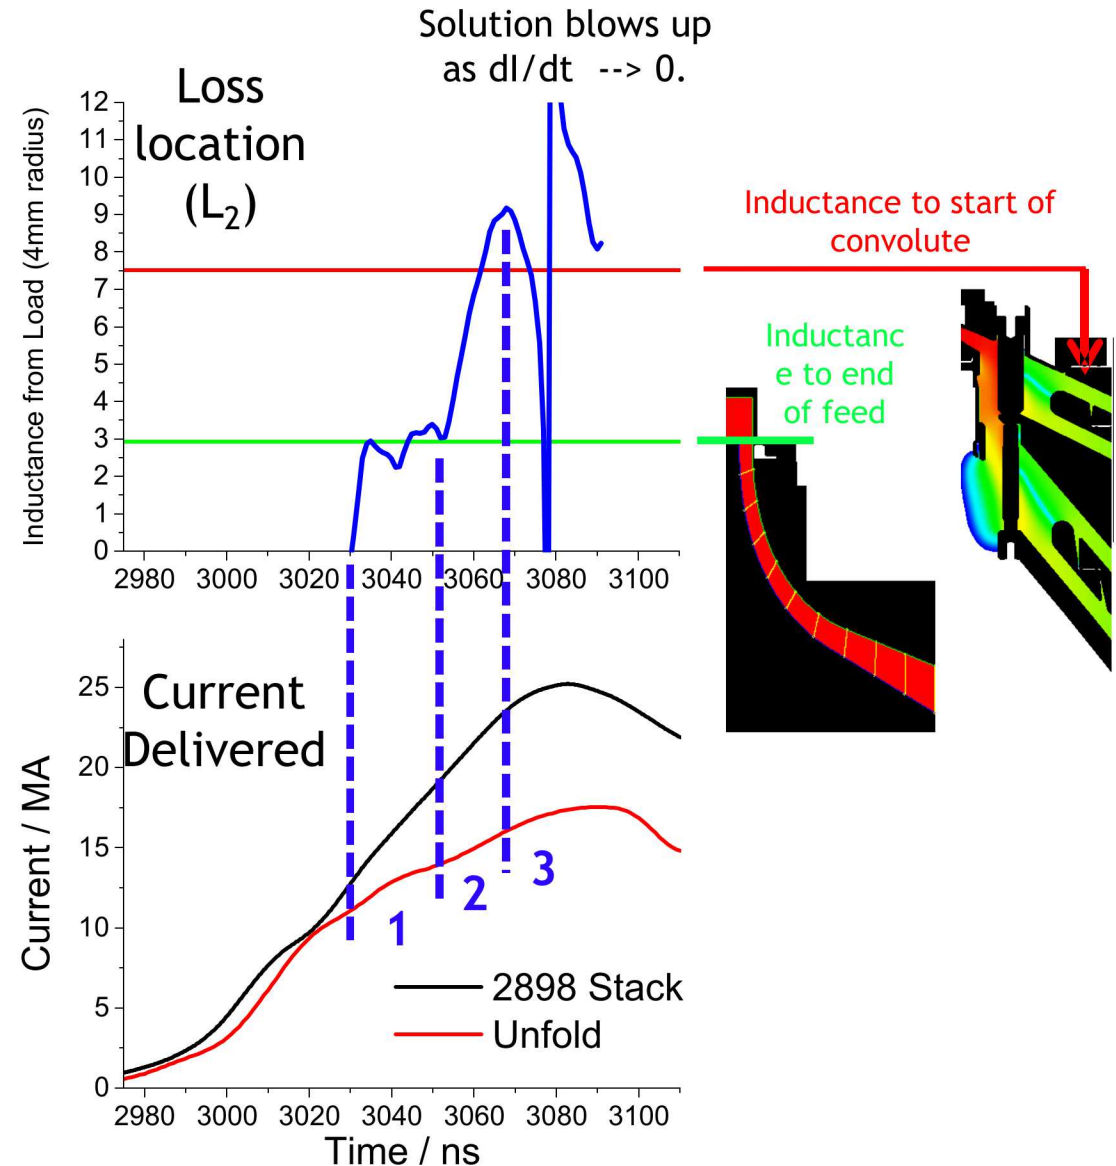 Solution blows up
as dI/dt --> 0.
Loss
location
(L₂)
Inductance from Load (4mm radius)
12
11
10
9
8
7
6
5
4
3
2
1
0
2980 3000 3020 3040 3060 3080 3100
Inductance to start of
convolute
Inductanc
e to end
of feed
Current
Delivered
Current / MA
25
20
15
10
5
0
1
2
3
2898 Stack
Unfold
2980 3000 3020 3040 3060 3080 3100
Time / ns